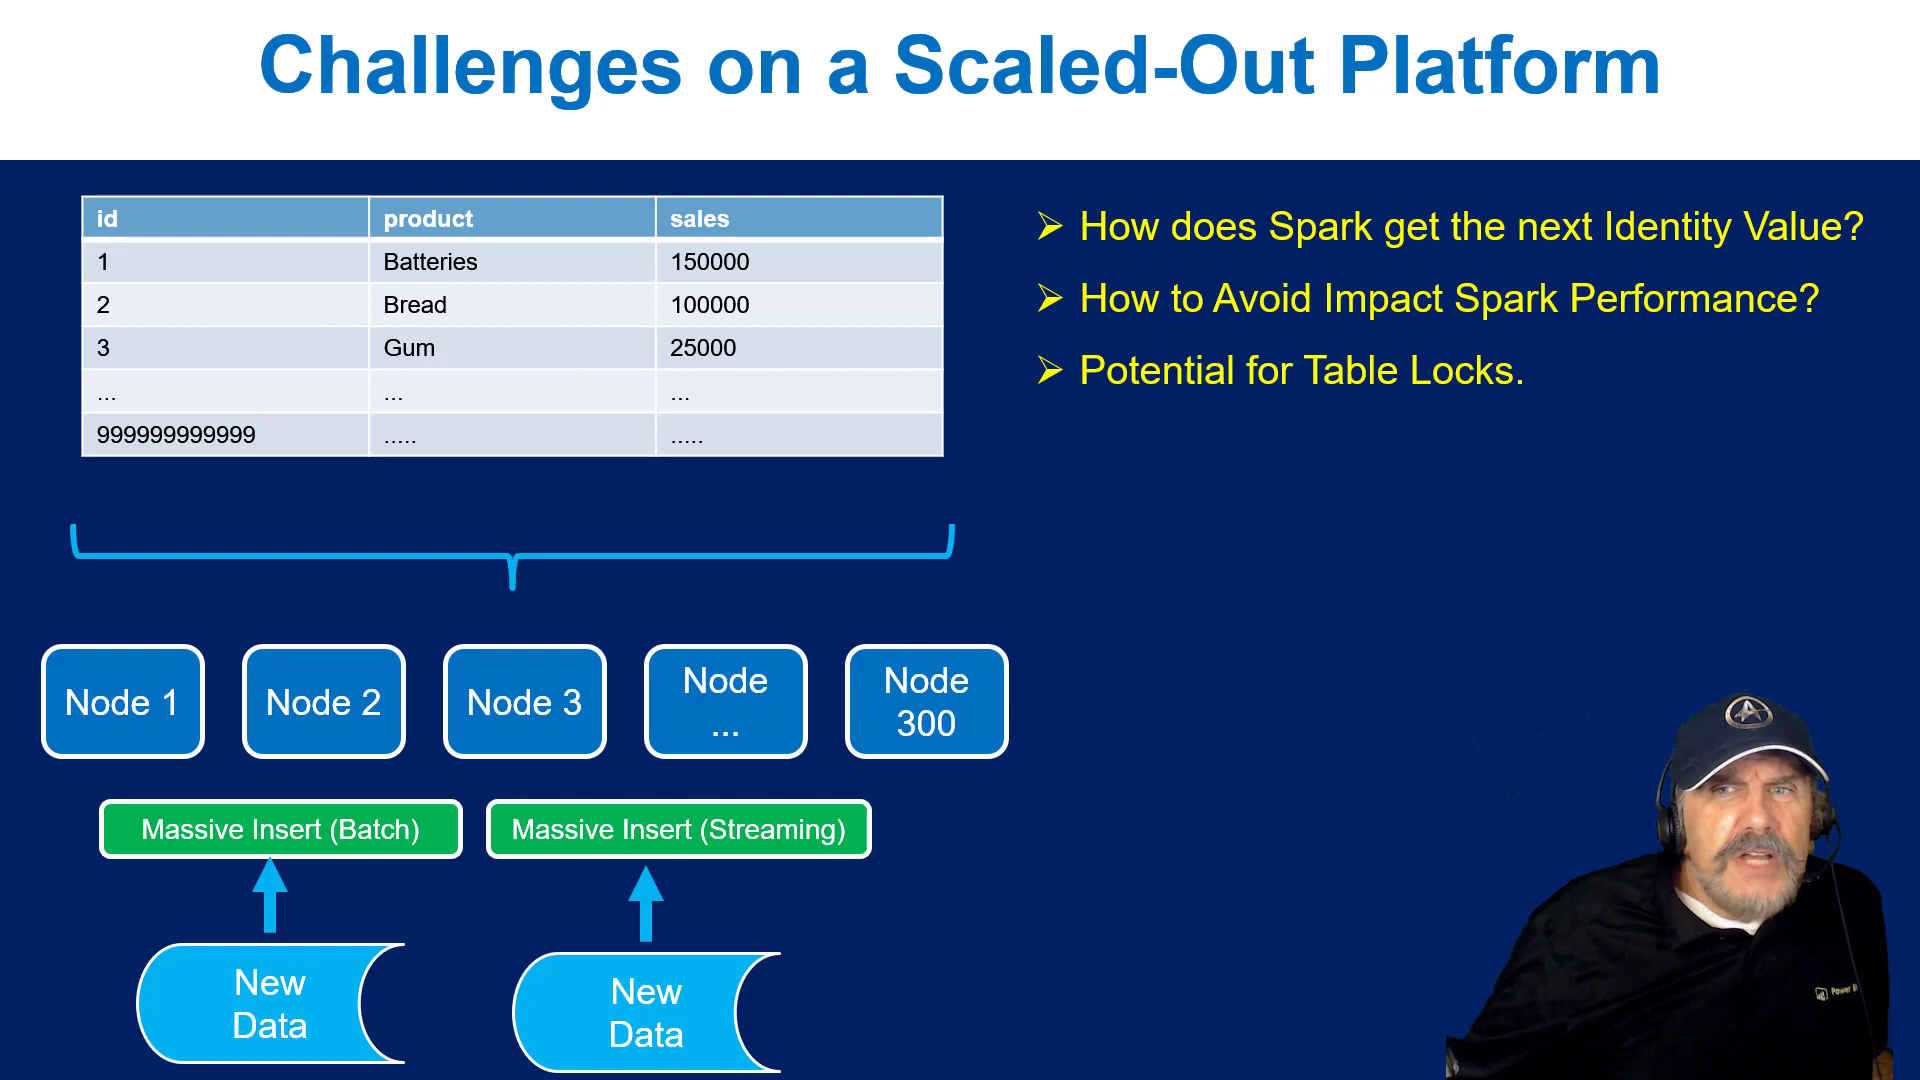 Challenges on a Scaled-Out Platform
id product sales
1 Batteries 150000
2 Bread 100000
3 Gum 25000
... ... ...
999999999999 ..... .....
➢ How does Spark get the next Identity Value?
➢ How to Avoid Impact Spark Performance?
➢ Potential for Table Locks.
Node 1
Node 2
Node 3
Node
...
Node
300
Massive Insert (Batch)
Massive Insert (Streaming)
New
Data
New
Data
Power BI